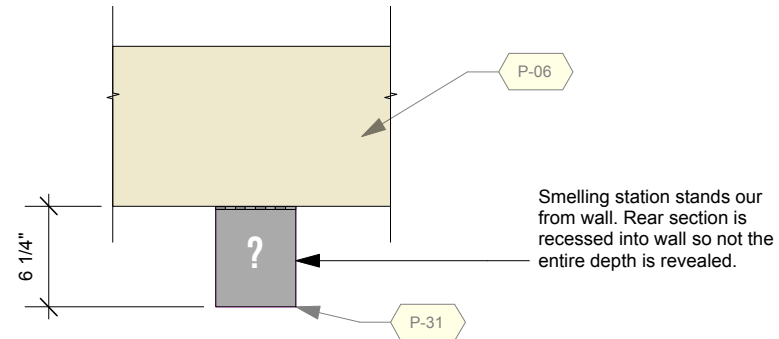 P-06
Smelling station stands our
from wall. Rear section is
recessed into wall so not the
entire depth is revealed.
6 1/4"
?
P-31